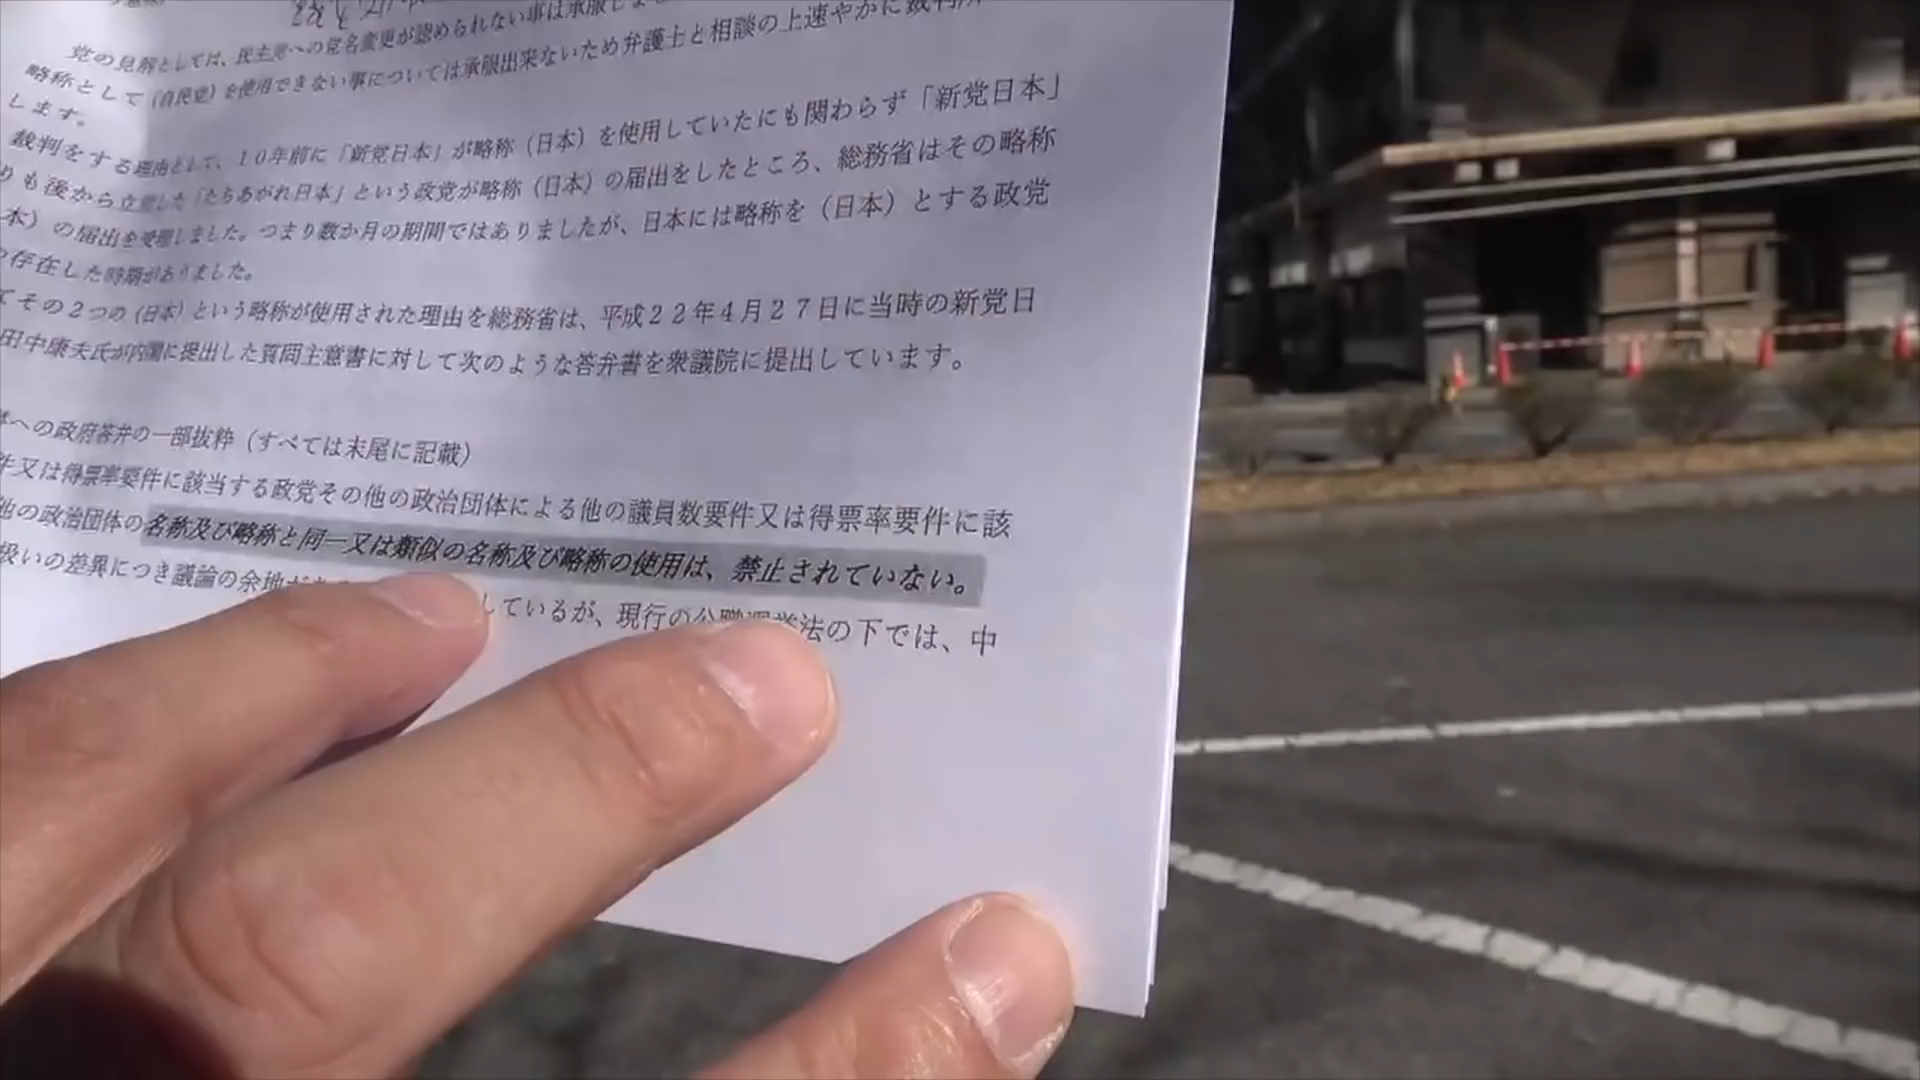 党の見解としては、民主党への党名変更が認められない事は承服しま
略称として（自民党）を使用できない事については承服出来ないため弁護士と相談の上速やかに裁判所
します。
裁判をする理由として、１０年前に「新党日本」が略称（日本）を使用していたにも関わらず「新党日本」
りも後から立党した「たちあがれ日本」という政党が略称（日本）の届出をしたところ、総務省はその略称
本）の届出を受理しました。つまり数か月の期間ではありましたが、日本には略称を（日本）とする政党
存在した時期がありました。
てその２つの（日本）という略称が使用された理由を総務省は、平成２２年４月２７日に当時の新党日
田中康夫氏が内閣に提出した質問主意書に対して次のような答弁書を衆議院に提出しています。
への政府答弁の一部抜粋（すべては末尾に記載）
件又は得票率要件に該当する政党その他の政治団体による他の議員数要件又は得票率要件に該
他の政治団体の名称及び略称と同一又は類似の名称及び略称の使用は、禁止されていない。
扱いの差異につき議論の余地が しているが、現行の公職選挙法の下では、中